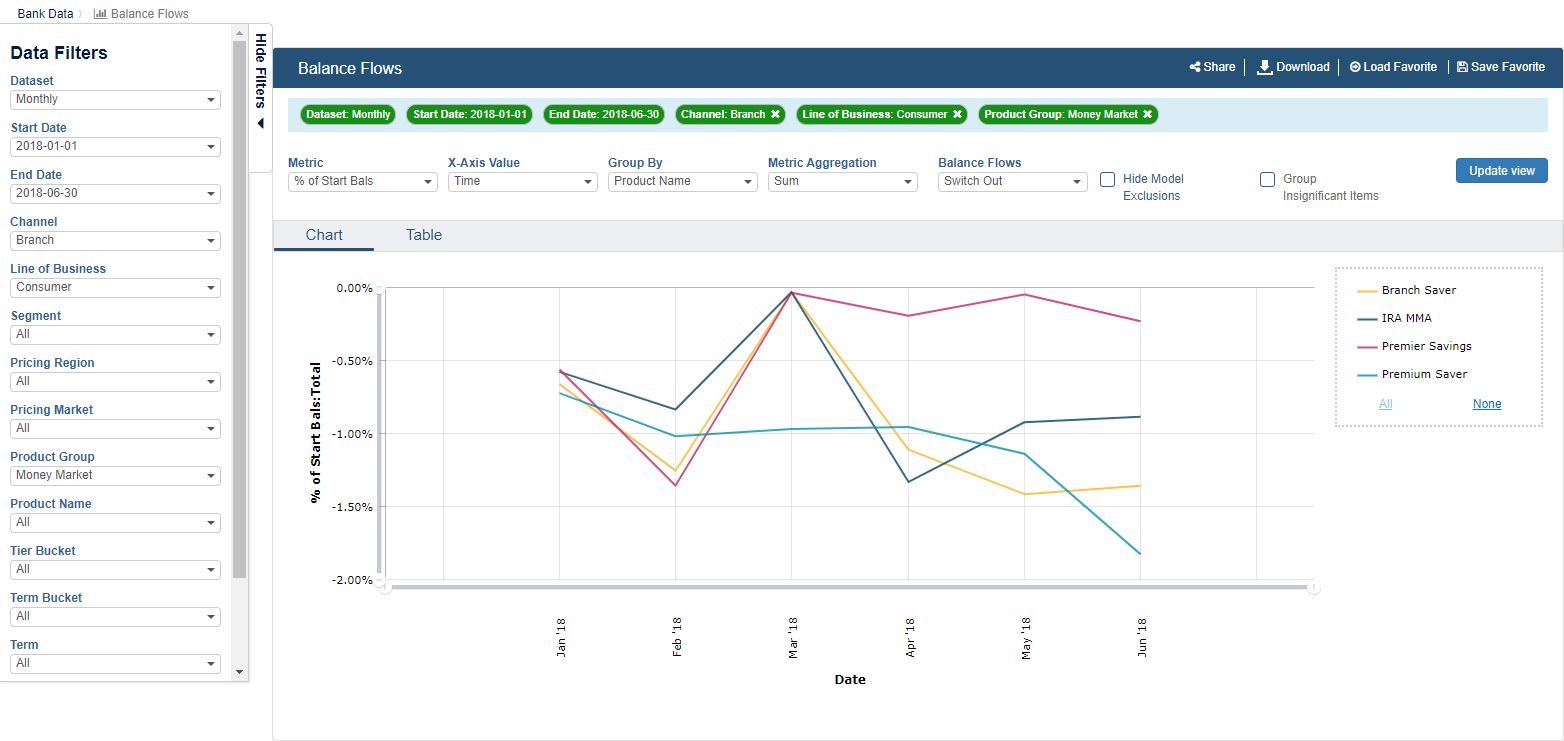 Bank Data Balance Flows
Data Filters
Dataset
Monthly
Start Date
2018-01-01
End Date
2018-06-30
Channel
Branch
Line of Business
Consumer
Segment
All
Pricing Region
All
Pricing Market
All
Product Group
Money Market
Product Name
All
Tier Bucket
All
Term Bucket
All
Term
All
Hide Filters
Balance Flows
Share Download Load Favorite Save Favorite
Dataset: Monthly Start Date: 2018-01-01 End Date: 2018-06-30 Channel: Branch Line of Business: Consumer Product Group: Money Market
Metric X-Axis Value Group By Metric Aggregation Balance Flows
% of Start Bals Time Product Name Sum Switch Out
Hide Model
Exclusions
Group
Insignificant Items
Update view
Chart Table
% of Start Bals:Total
0.00%
-0.50%
-1.00%
-1.50%
-2.00%
Jan '18
Feb '18
Mar '18
Apr '18
May '18
Jun '18
Date
Branch Saver
IRA MMA
Premier Savings
Premium Saver
All None